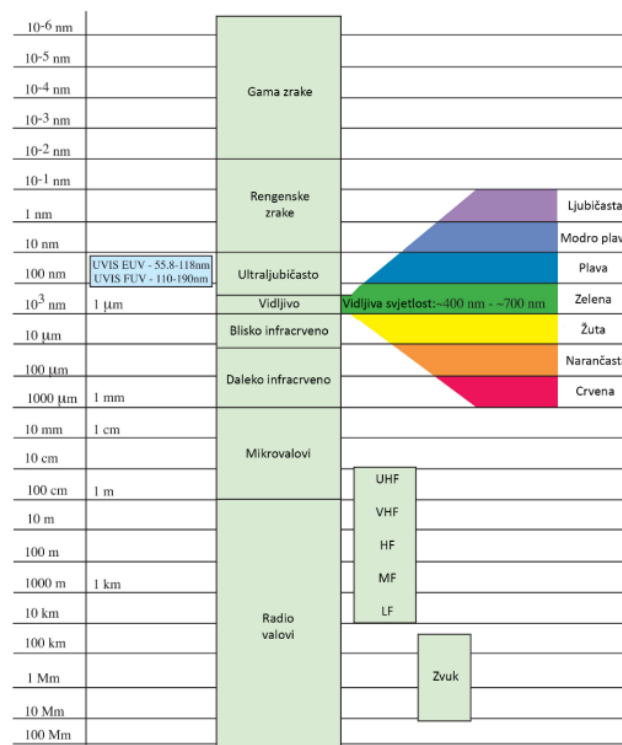 10-6 nm
10-5 nm
10-4 nm
Gama zrake
10-3 nm
10-2 nm
10-1 nm
Rengenske
zrake
Ljubičasta
1 nm
10 nm
Modro plava
100 nm
UVIS EUV - 55.8-118nm
UVIS FUV - 110-190nm
Ultraljubičasto
Plava
10³ nm
1 µm
Vidljivo
Vidljiva svjetlost:~400 nm - ~700 nm
Zelena
10 µm
Blisko infracrveno
Žuta
100 µm
Daleko infracrveno
Narančasta
1000 µm
1 mm
Crvena
10 mm
1 cm
10 cm
Mikrovalovi
100 cm
1 m
UHF
10 m
VHF
100 m
HF
1000 m
1 km
MF
10 km
LF
Radio
valovi
100 km
1 Mm
Zvuk
10 Mm
100 Mm